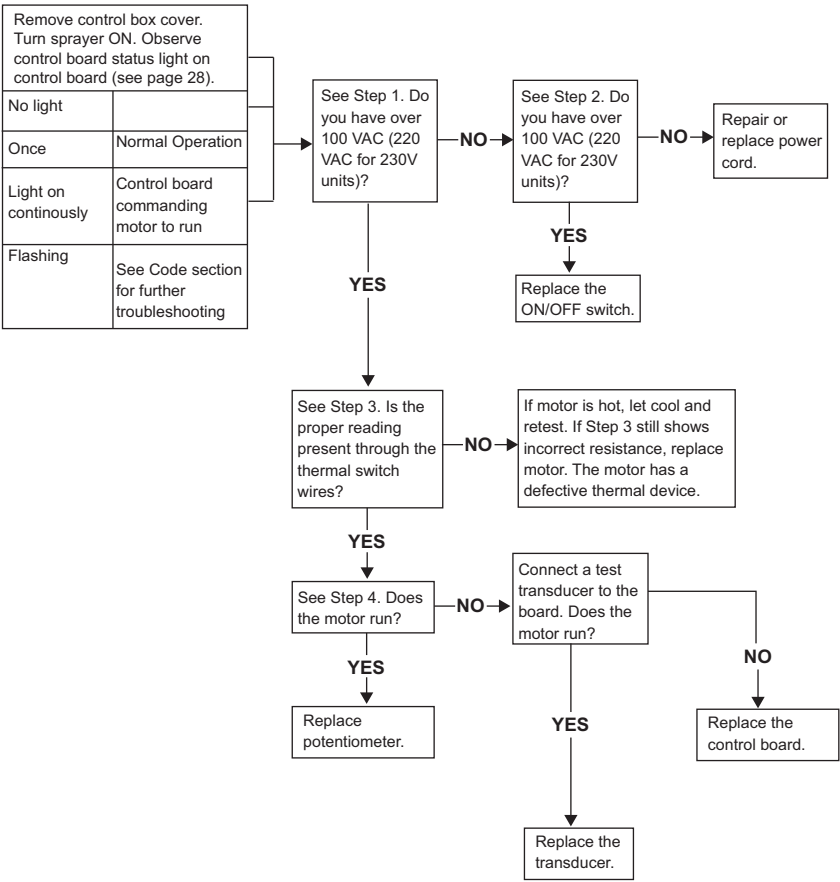 Remove control box cover.
Turn sprayer ON. Observe
control board status light on
control board (see page 28).
No light
Once
Normal Operation
Light on
continously
Control board
commanding
motor to run
Flashing
See Code section
for further
troubleshooting
See Step 1. Do
you have over
100 VAC (220
VAC for 230V
units)?
NO
See Step 2. Do
you have over
100 VAC (220
VAC for 230V
units)?
NO
Repair or
replace power
cord.
YES
Replace the
ON/OFF switch.
YES
See Step 3. Is the
proper reading
present through the
thermal switch
wires?
NO
If motor is hot, let cool and
retest. If Step 3 still shows
incorrect resistance, replace
motor. The motor has a
defective thermal device.
YES
See Step 4. Does
the motor run?
NO
Connect a test
transducer to the
board. Does the
motor run?
NO
Replace the
control board.
YES
Replace
potentiometer.
YES
Replace the
transducer.